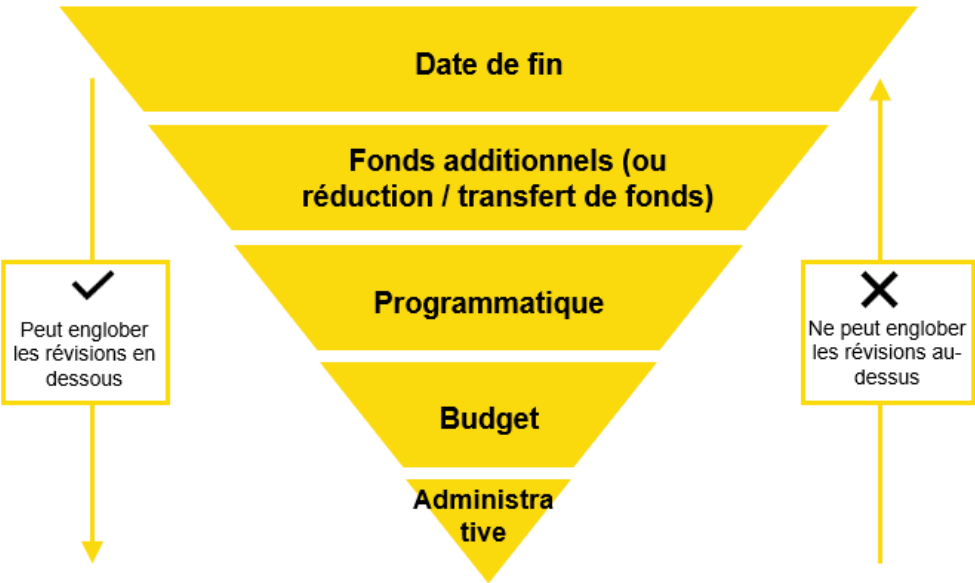 Date de fin
Fonds additionnels (ou
réduction / transfert de fonds)
Programmatique
Budget
Administra
tive
Peut englober
les révisions en
dessous
Ne peut englober
les révisions au-
dessus